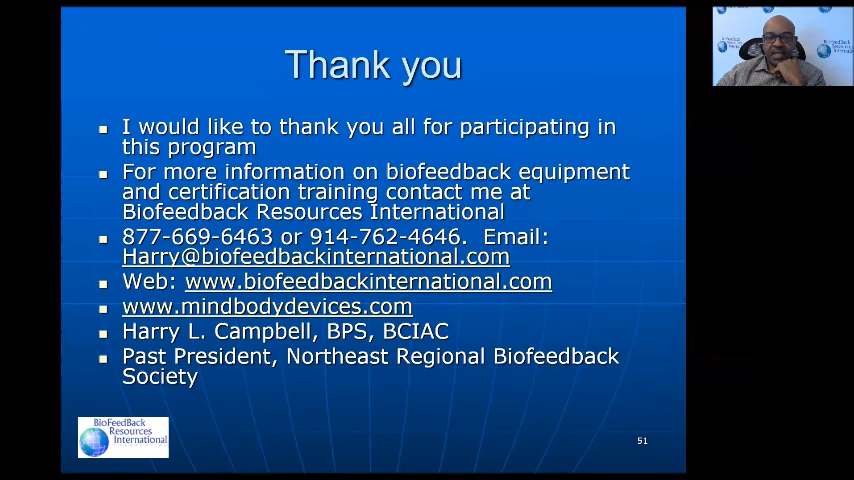 Thank you
I would like to thank you all for participating in
this program
For more information on biofeedback equipment
and certification training contact me at
Biofeedback Resources International
877-669-6463 or 914-762-4646. Email:
Harry@biofeedbackinternational.com
Web: www.biofeedbackinternational.com
www.mindbodydevices.com
Harry L. Campbell, BPS, BCIAC
Past President, Northeast Regional Biofeedback
Society
BioFeedBack
Resources
International
51